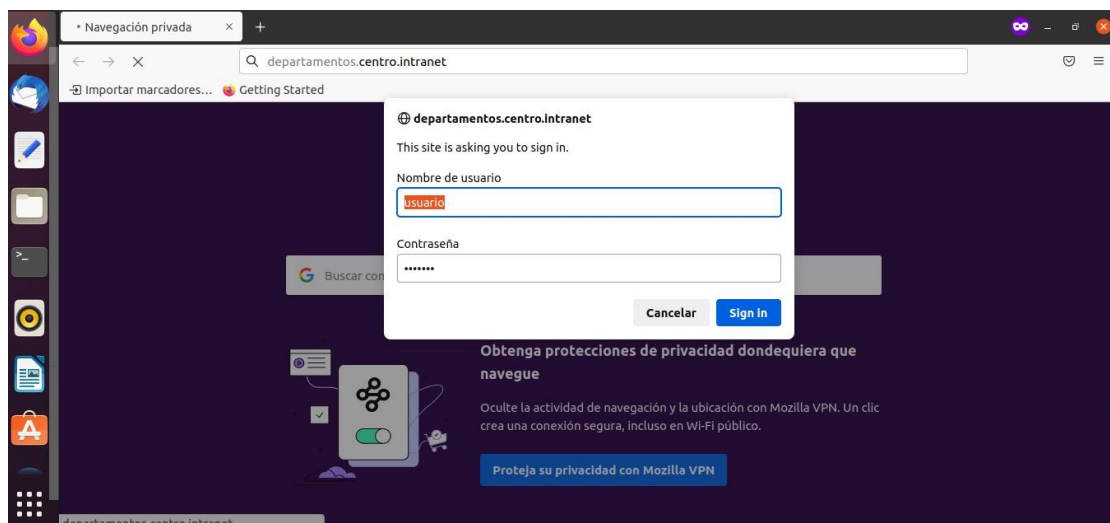 Navegación privada
departamentos.centro.intranet
Importar marcadores... Getting Started
departamentos.centro.intranet
This site is asking you to sign in.
Nombre de usuario
usuario
Contraseña
•••••••
Buscar con
Cancelar Sign in
Obtenga protecciones de privacidad dondequiera que
navegue
Oculte la actividad de navegación y la ubicación con Mozilla VPN. Un clic
crea una conexión segura, incluso en Wi-Fi público.
Proteja su privacidad con Mozilla VPN
departamentos.centro.intranet